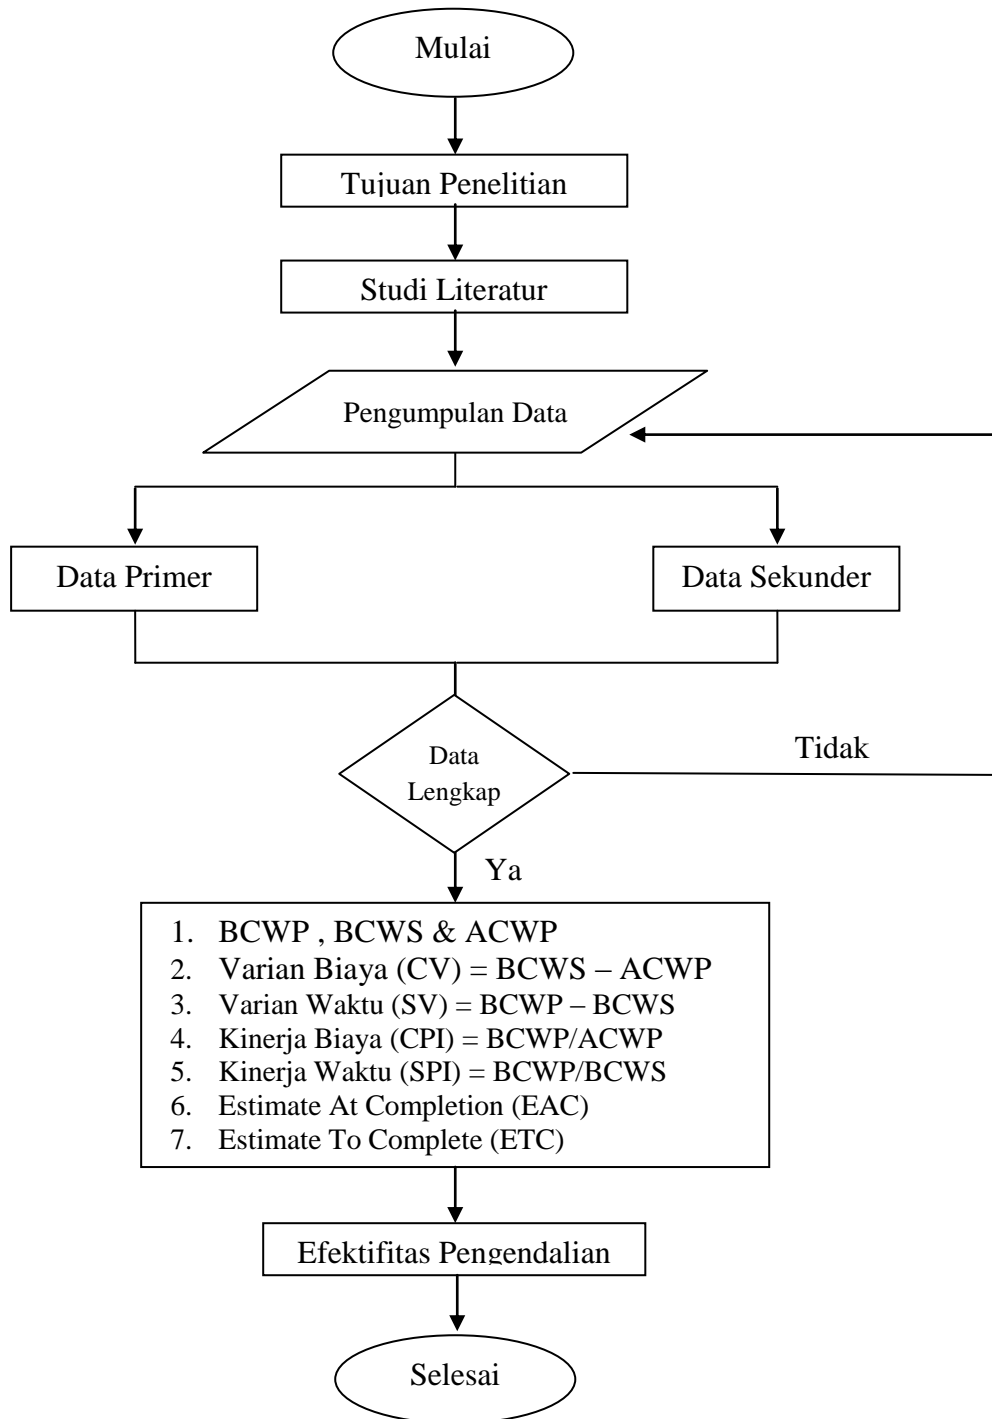 Mulai
Tujuan Penelitian
Studi Literatur
Pengumpulan Data
Data Primer
Data Sekunder
Data
Lengkap
Tidak
Ya
1. BCWP , BCWS & ACWP
2. Varian Biaya (CV) = BCWS – ACWP
3. Varian Waktu (SV) = BCWP – BCWS
4. Kinerja Biaya (CPI) = BCWP/ACWP
5. Kinerja Waktu (SPI) = BCWP/BCWS
6. Estimate At Completion (EAC)
7. Estimate To Complete (ETC)
Efektifitas Pengendalian
Selesai